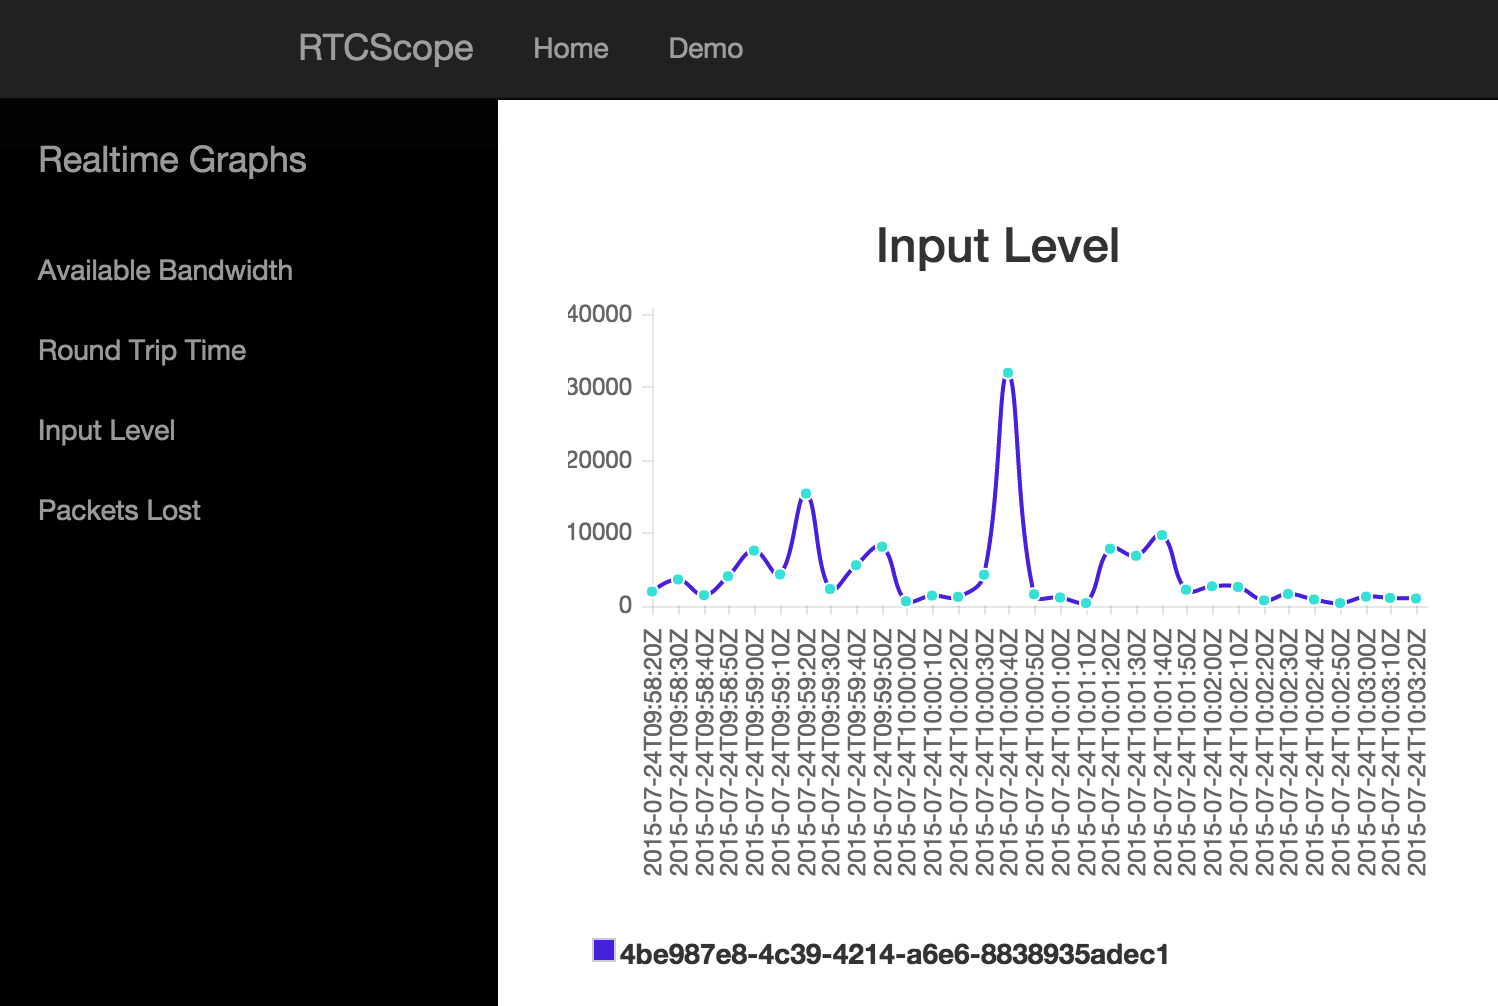 RTCScope Home Demo
Realtime Graphs
Available Bandwidth
Round Trip Time
Input Level
Packets Lost
Input Level
40000
30000
20000
10000
0
2015-07-24T09:58:20Z
2015-07-24T09:58:30Z
2015-07-24T09:58:40Z
2015-07-24T09:58:50Z
2015-07-24T09:59:00Z
2015-07-24T09:59:10Z
2015-07-24T09:59:20Z
2015-07-24T09:59:30Z
2015-07-24T09:59:40Z
2015-07-24T09:59:50Z
2015-07-24T10:00:00Z
2015-07-24T10:00:10Z
2015-07-24T10:00:20Z
2015-07-24T10:00:30Z
2015-07-24T10:00:40Z
2015-07-24T10:00:50Z
2015-07-24T10:01:00Z
2015-07-24T10:01:10Z
2015-07-24T10:01:20Z
2015-07-24T10:01:30Z
2015-07-24T10:01:40Z
2015-07-24T10:01:50Z
2015-07-24T10:02:00Z
2015-07-24T10:02:10Z
2015-07-24T10:02:20Z
2015-07-24T10:02:30Z
2015-07-24T10:02:40Z
2015-07-24T10:02:50Z
2015-07-24T10:03:00Z
2015-07-24T10:03:10Z
2015-07-24T10:03:20Z
4be987e8-4c39-4214-a6e6-8838935adec1